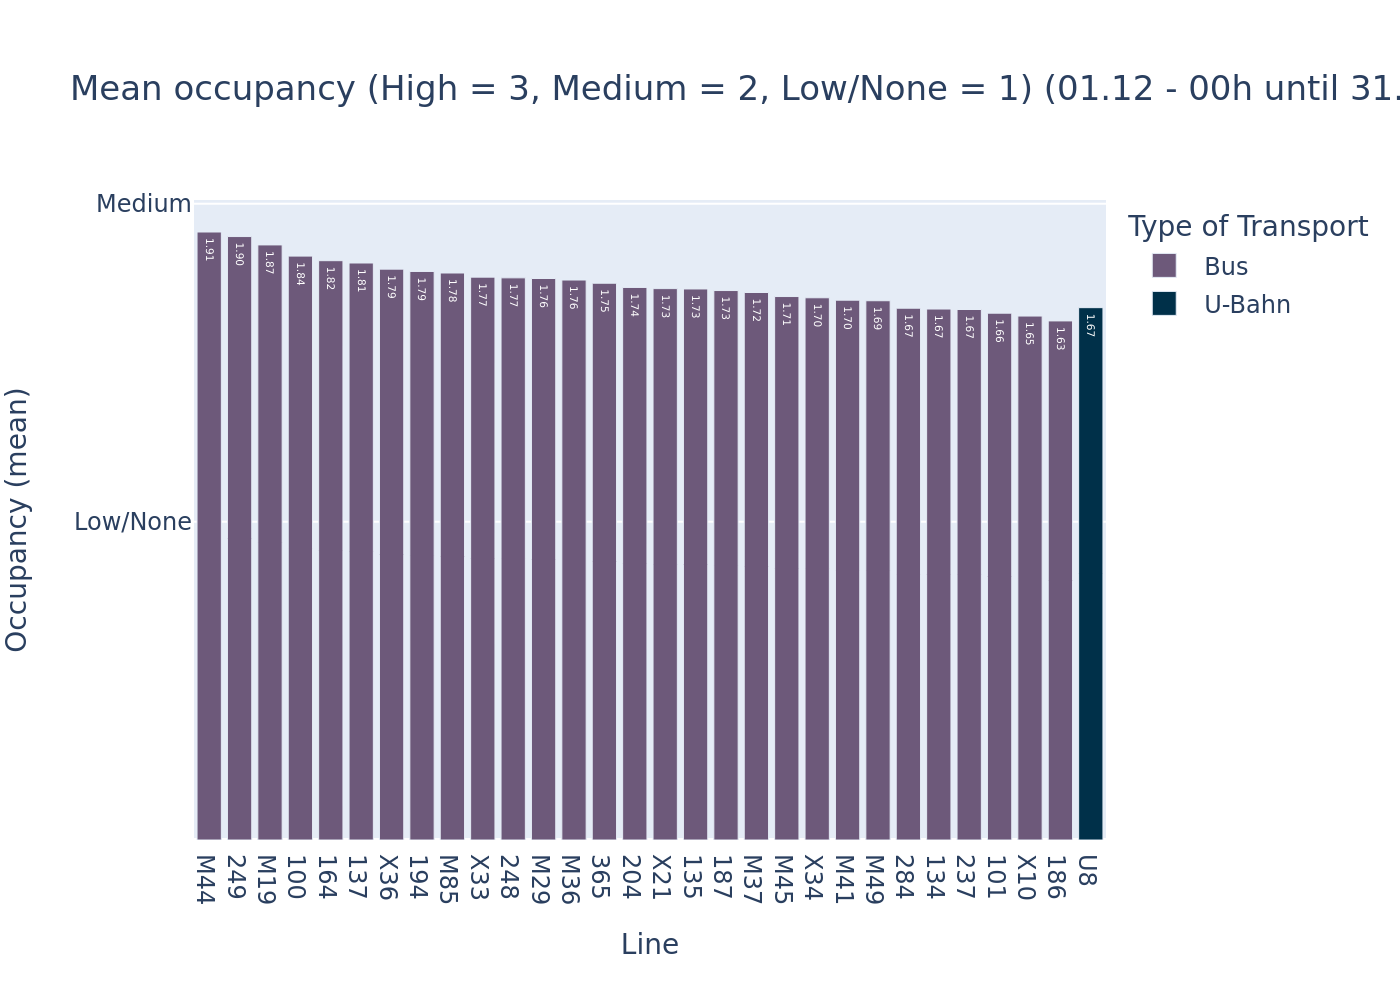 Mean occupancy (High = 3, Medium = 2, Low/None = 1) (01.12 - 00h until 31.
Medium
Low/None
Occupancy (mean)
1.91
1.90
1.87
1.84
1.82
1.81
1.79
1.79
1.78
1.77
1.77
1.76
1.76
1.75
1.74
1.73
1.73
1.73
1.72
1.71
1.70
1.70
1.69
1.67
1.67
1.67
1.66
1.65
1.63
1.67
M44
249
M19
100
164
137
X36
194
M85
X33
248
M29
M36
365
204
X21
135
187
M37
M45
X34
M41
M49
284
134
237
101
X10
186
U8
Line
Type of Transport
Bus
U-Bahn